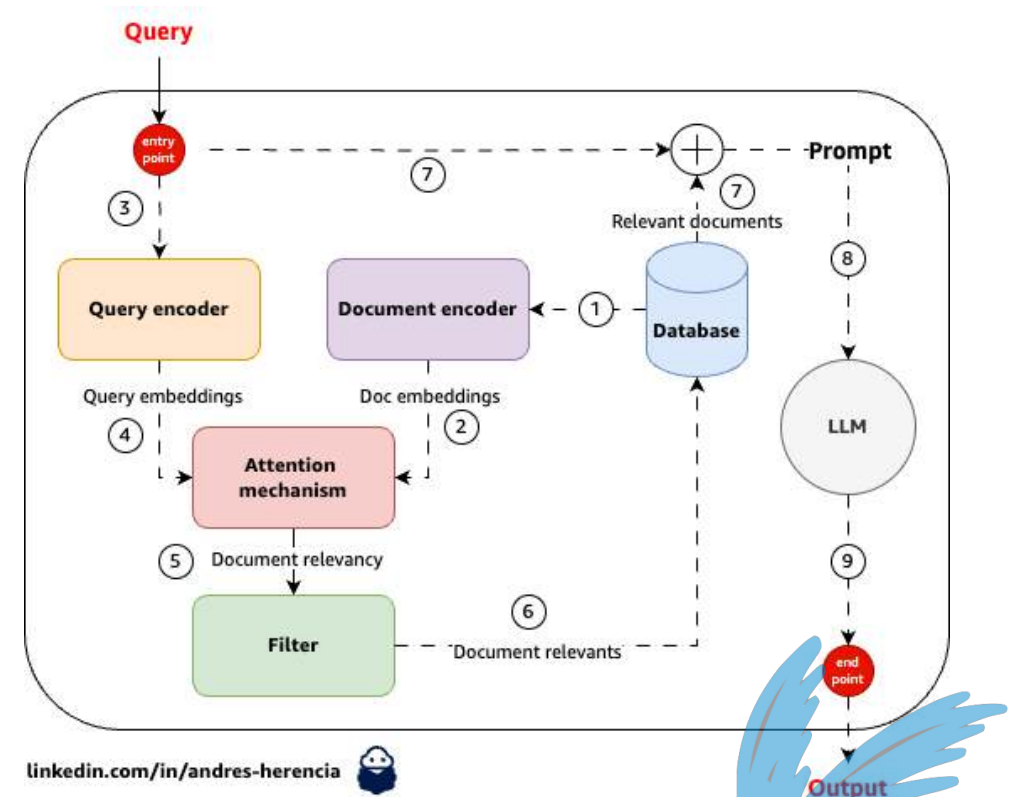 Query
entry
point
7
Prompt
3
7
Relevant documents
8
Query encoder
Document encoder
1
Database
Query embeddings
Doc embeddings
4
2
LLM
Attention
mechanism
5
Document relevancy
9
6
Filter
Document relevants
end
point
linkedin.com/in/andres-herencia
Output